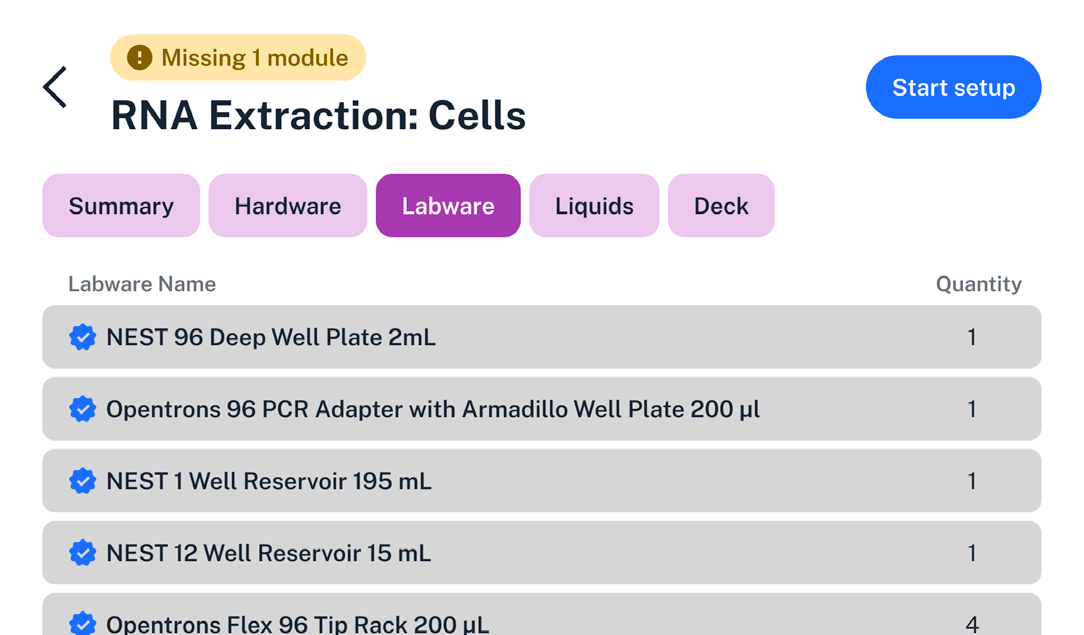 Missing 1 module
RNA Extraction: Cells
Start setup
Summary Hardware Labware Liquids Deck
Labware Name Quantity
NEST 96 Deep Well Plate 2mL 1
Opentrons 96 PCR Adapter with Armadillo Well Plate 200 µl 1
NEST 1 Well Reservoir 195 mL 1
NEST 12 Well Reservoir 15 mL 1
Opentrons Flex 96 Tip Rack 200 µL 4